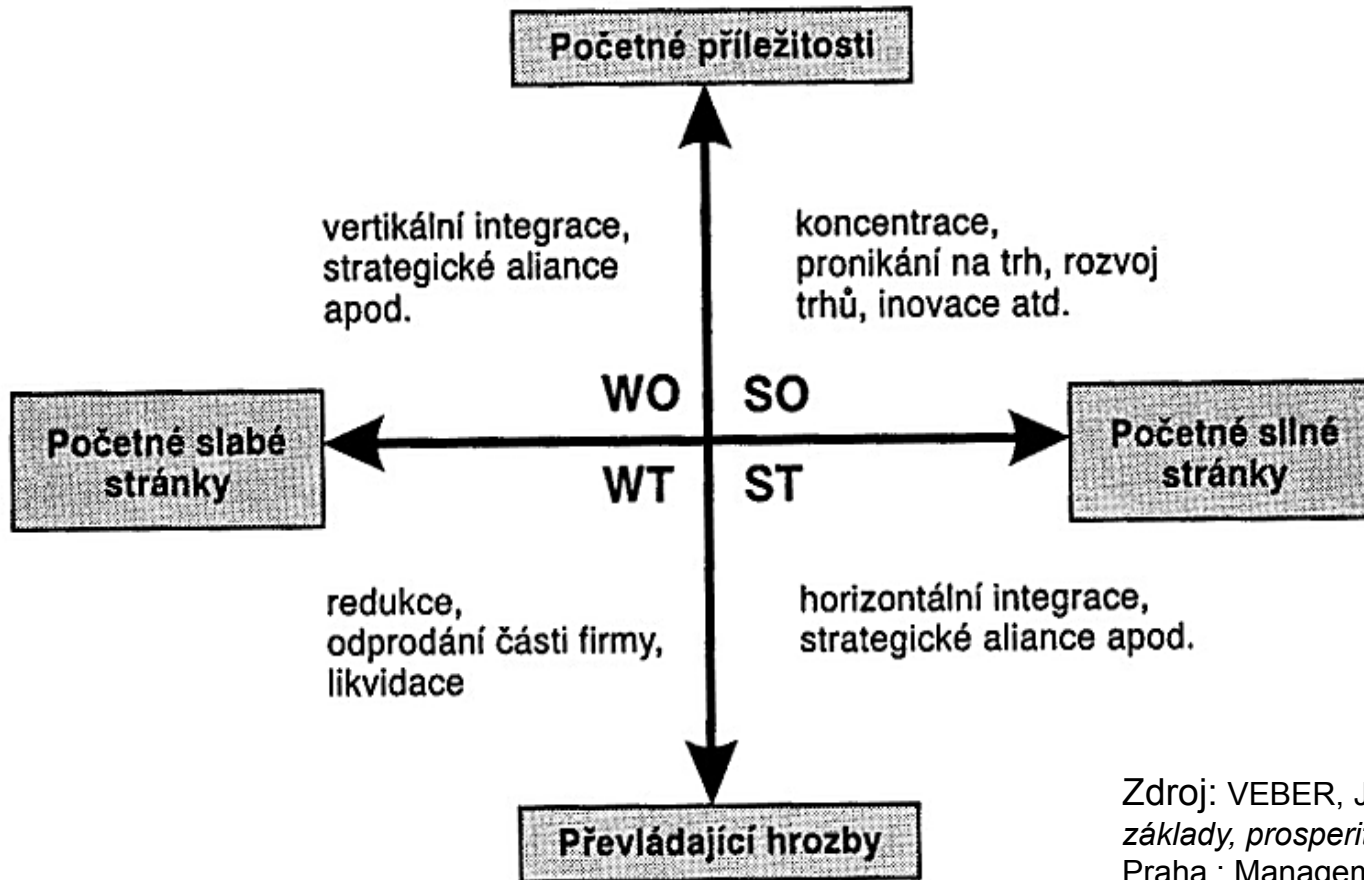 Početné příležitosti
vertikální integrace,
strategické aliance
apod.
koncentrace,
pronikání na trh, rozvoj
trhů, inovace atd.
WO
SO
Početné slabé
stránky
Početné silné
stránky
WT
ST
redukce,
odprodání části firmy,
likvidace
horizontální integrace,
strategické aliance apod.
Převládající hrozby
Zdroj: VEBER, J
základy,
Praha :